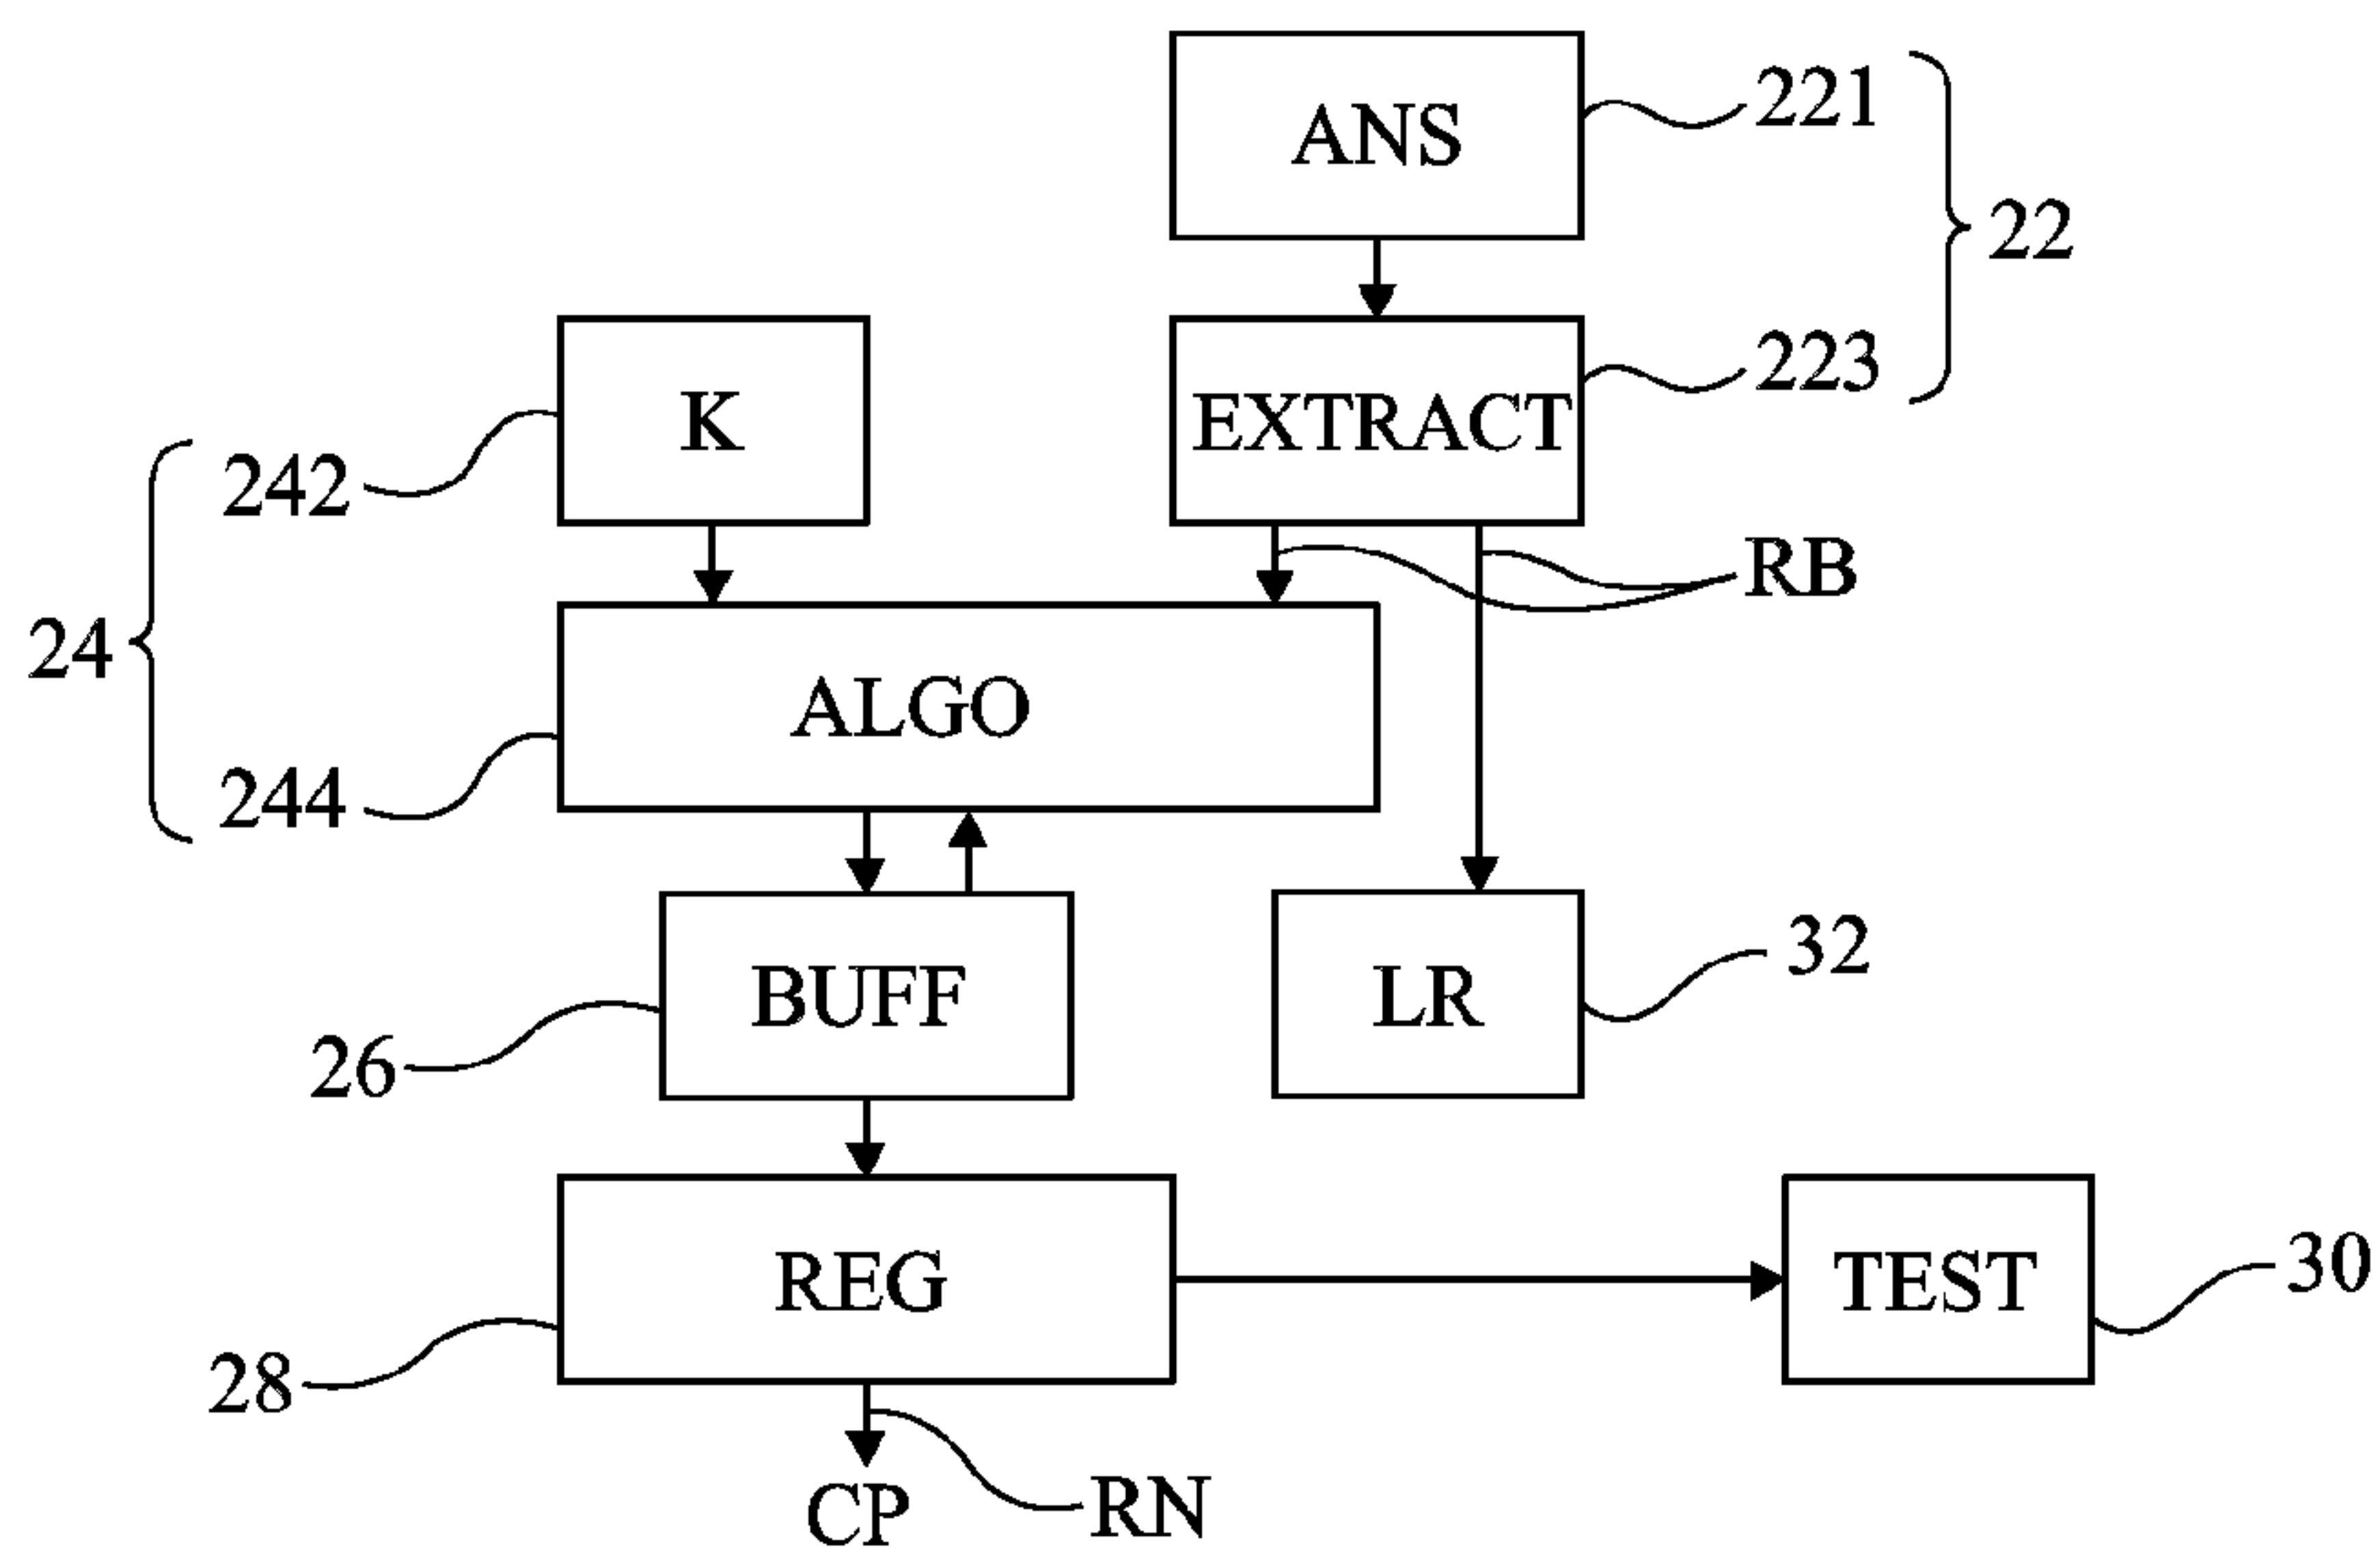 ANS
221
22
K
EXTRACT
223
242
RB
24
ALGO
244
BUFF
LR
32
26
REG
TEST
30
28
CP
RN